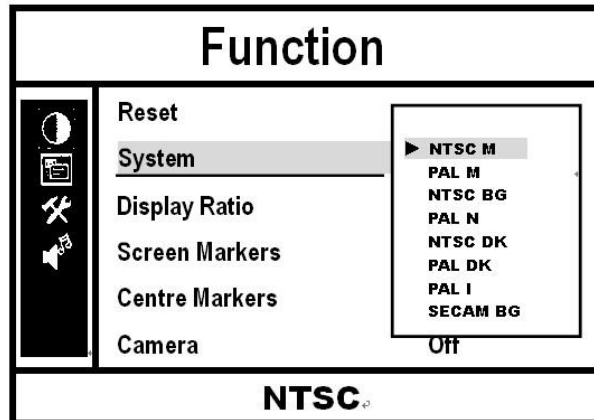 Function
Reset
System
Display Ratio
Screen Markers
Centre Markers
Camera Off
NTSC M
PAL M
NTSC BG
PAL N
NTSC DK
PAL DK
PAL I
SECAM BG
NTSC